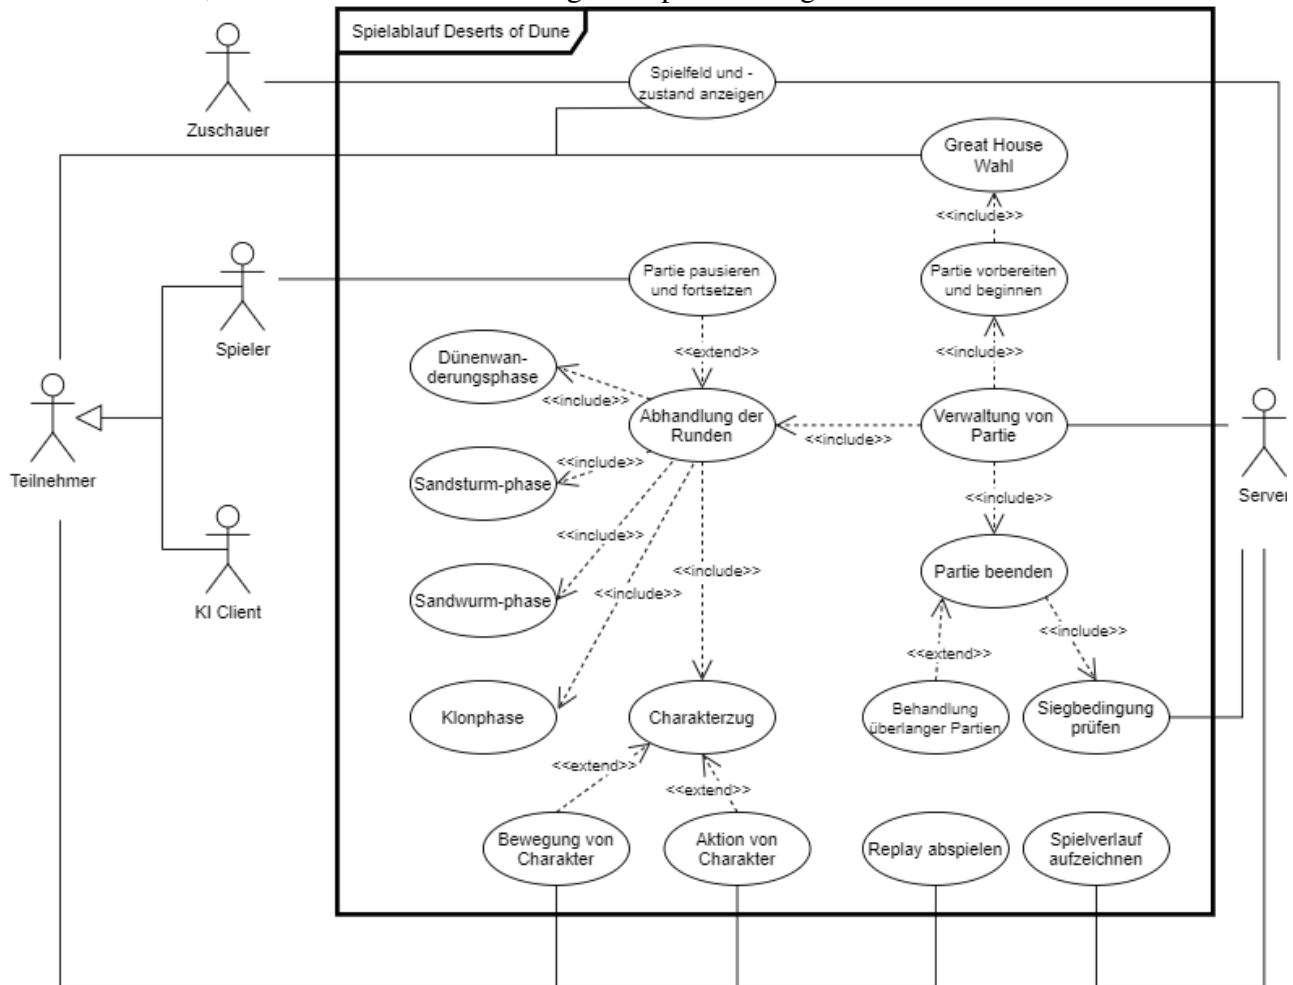 Spielablauf Deserts of Dune
Zuschauer
Spielfeld und -
zustand anzeigen
Great House
Wahl
<<include>>
Spieler
Partie pausieren
und fortsetzen
Partie vorbereiten
und beginnen
<<extend>>
<<include>>
Dünenwan-
derungsphase
<<include>>
Teilnehmer
Abhandlung der
Runden
<<include>>
Verwaltung von
Partie
Server
<<include>>
Sandsturm-phase
<<include>>
<<include>>
Partie beenden
<<include>>
<<include>>
Sandwurm-phase
KI Client
<<include>>
<<extend>>
Klonphase
Charakterzug
Behandlung
überlanger Partien
Siegbedingung
prüfen
<<extend>>
<<extend>>
Bewegung von
Charakter
Aktion von
Charakter
Replay abspielen
Spielverlauf
aufzeichnen